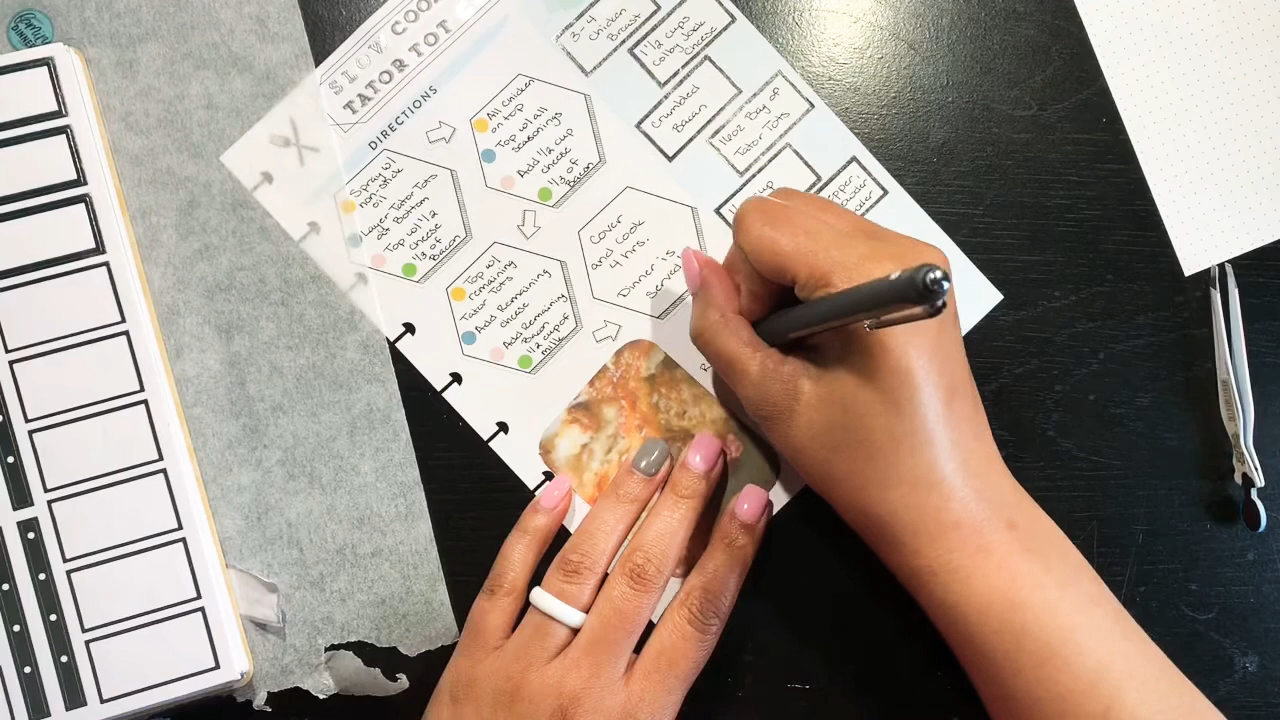 DINNER
SLOW
TATOR TOT
DIRECTIONS
Spray w/
non-stick
oil
Layer Tator Tots
at
Bottom
Top w/ 1/2
cheese
1/3 of
Bacon
All chicken
on top
Top w/ all
seasonings
Add 1/2 cup
cheese
1/3 of
Bacon
Top w/
remaining
Tator Tots
Add Remaining
cheese
Add Remaining
Bacon
1/2 cup of
milk
Cover
and cook
4 hrs.
Dinner is
served
3-4
chicken
Breast
1 1/2 cups
colby Jack
cheese
Crumbled
Bacon
16oz Bag of
Tator Tots
cup